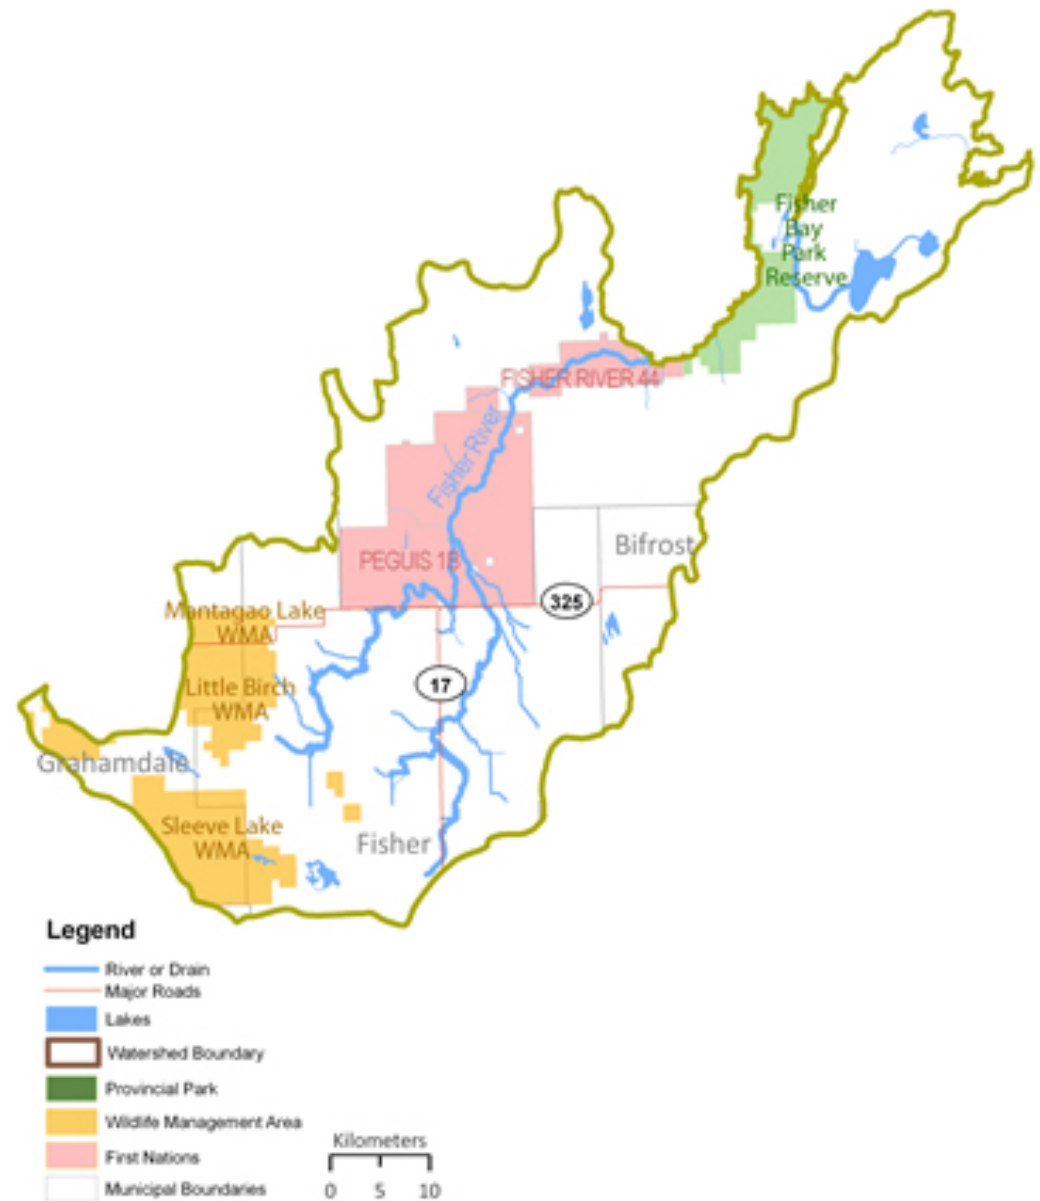 Fisher
Bay
Park
Reserve
FISHER RIVER 44
Fisher River
PEGUIS 1B
Bifrost
325
Mantagao Lake
WMA
17
Little Birch
WMA
Grahamdale
Sleeve Lake
WMA
Fisher
Legend
River or Drain
Major Roads
Lakes
Watershed Boundary
Provincial Park
Wildlife Management Area
First Nations
Municipal Boundaries
Kilometers
0 5 10